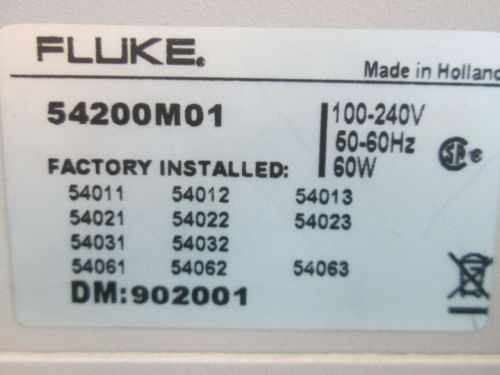 FLUKE®
Made in Holland
54200M01
100-240V
50-60Hz
60W
FACTORY INSTALLED:
54011 54012 54013
54021 54022 54023
54031 54032
54061 54062 54063
DM:902001